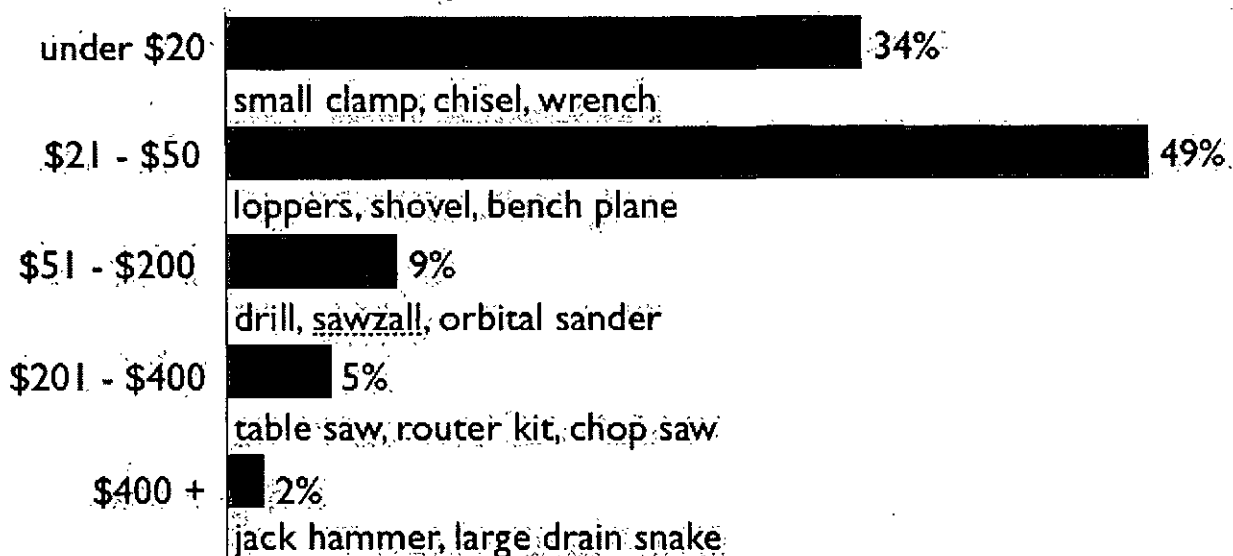 under $20 34%
small clamp, chisel, wrench
$21 - $50 49%
loppers, shovel, bench plane
$51 - $200 9%
drill, sawzall, orbital sander
$201 - $400 5%
table saw, router kit, chop saw
$400 + 2%
jack hammer, large drain snake